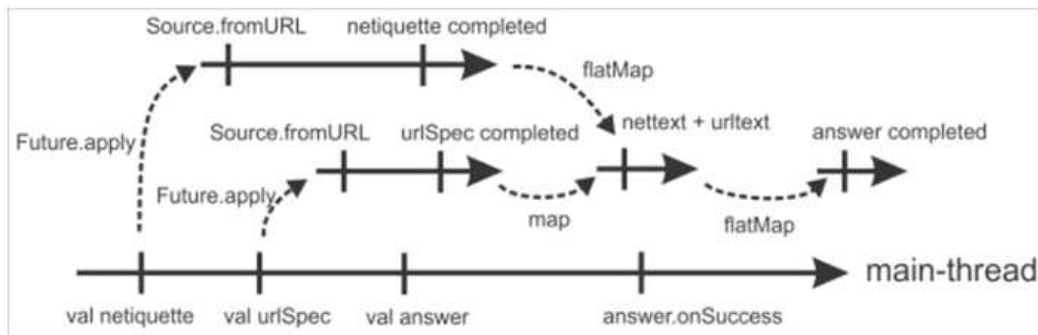 Source.fromURL netiquette completed
flatMap
Future.apply Source.fromURL urlSpec completed nettext + urltext answer completed
Future.apply
map flatMap
main-thread
val netiquette val urlSpec val answer answer.onSuccess